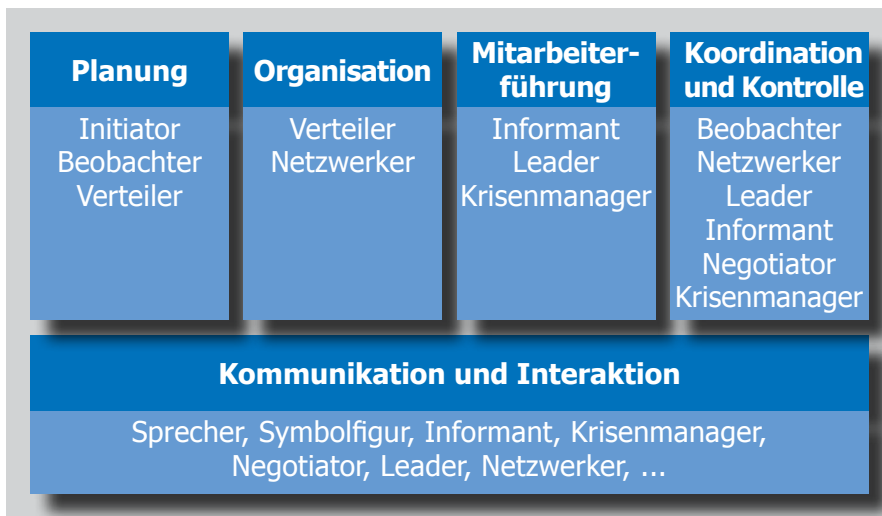 Planung
Initiator
Beobachter
Verteiler
Organisation
Verteiler
Netzwerker
Mitarbeiter-
führung
Informant
Leader
Krisenmanager
Koordination
und Kontrolle
Beobachter
Netzwerker
Leader
Informant
Negotiator
Krisenmanager
Kommunikation und Interaktion
Sprecher, Symbolfigur, Informant, Krisenmanager,
Negotiator, Leader, Netzwerker, ...